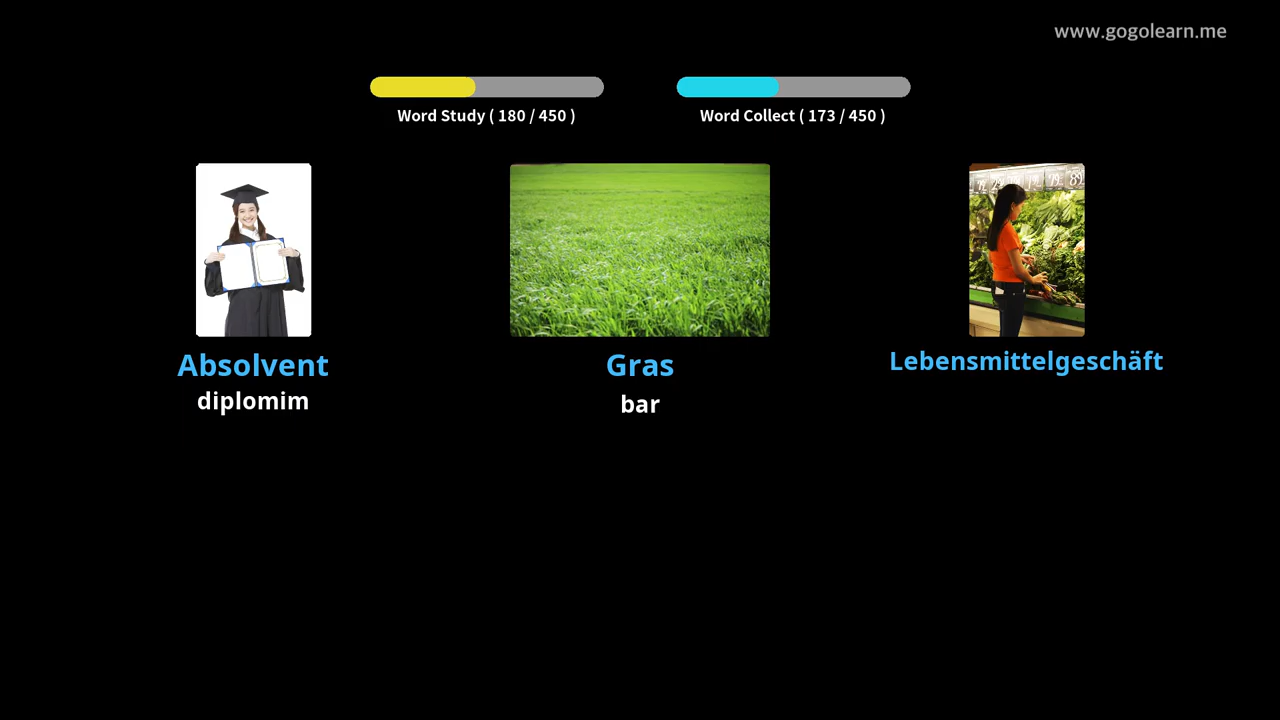 www.gogolearn.me
Word Study ( 180 / 450 )
Word Collect ( 173 / 450 )
Absolvent
diplomim
Gras
bar
Lebensmittelgeschäft